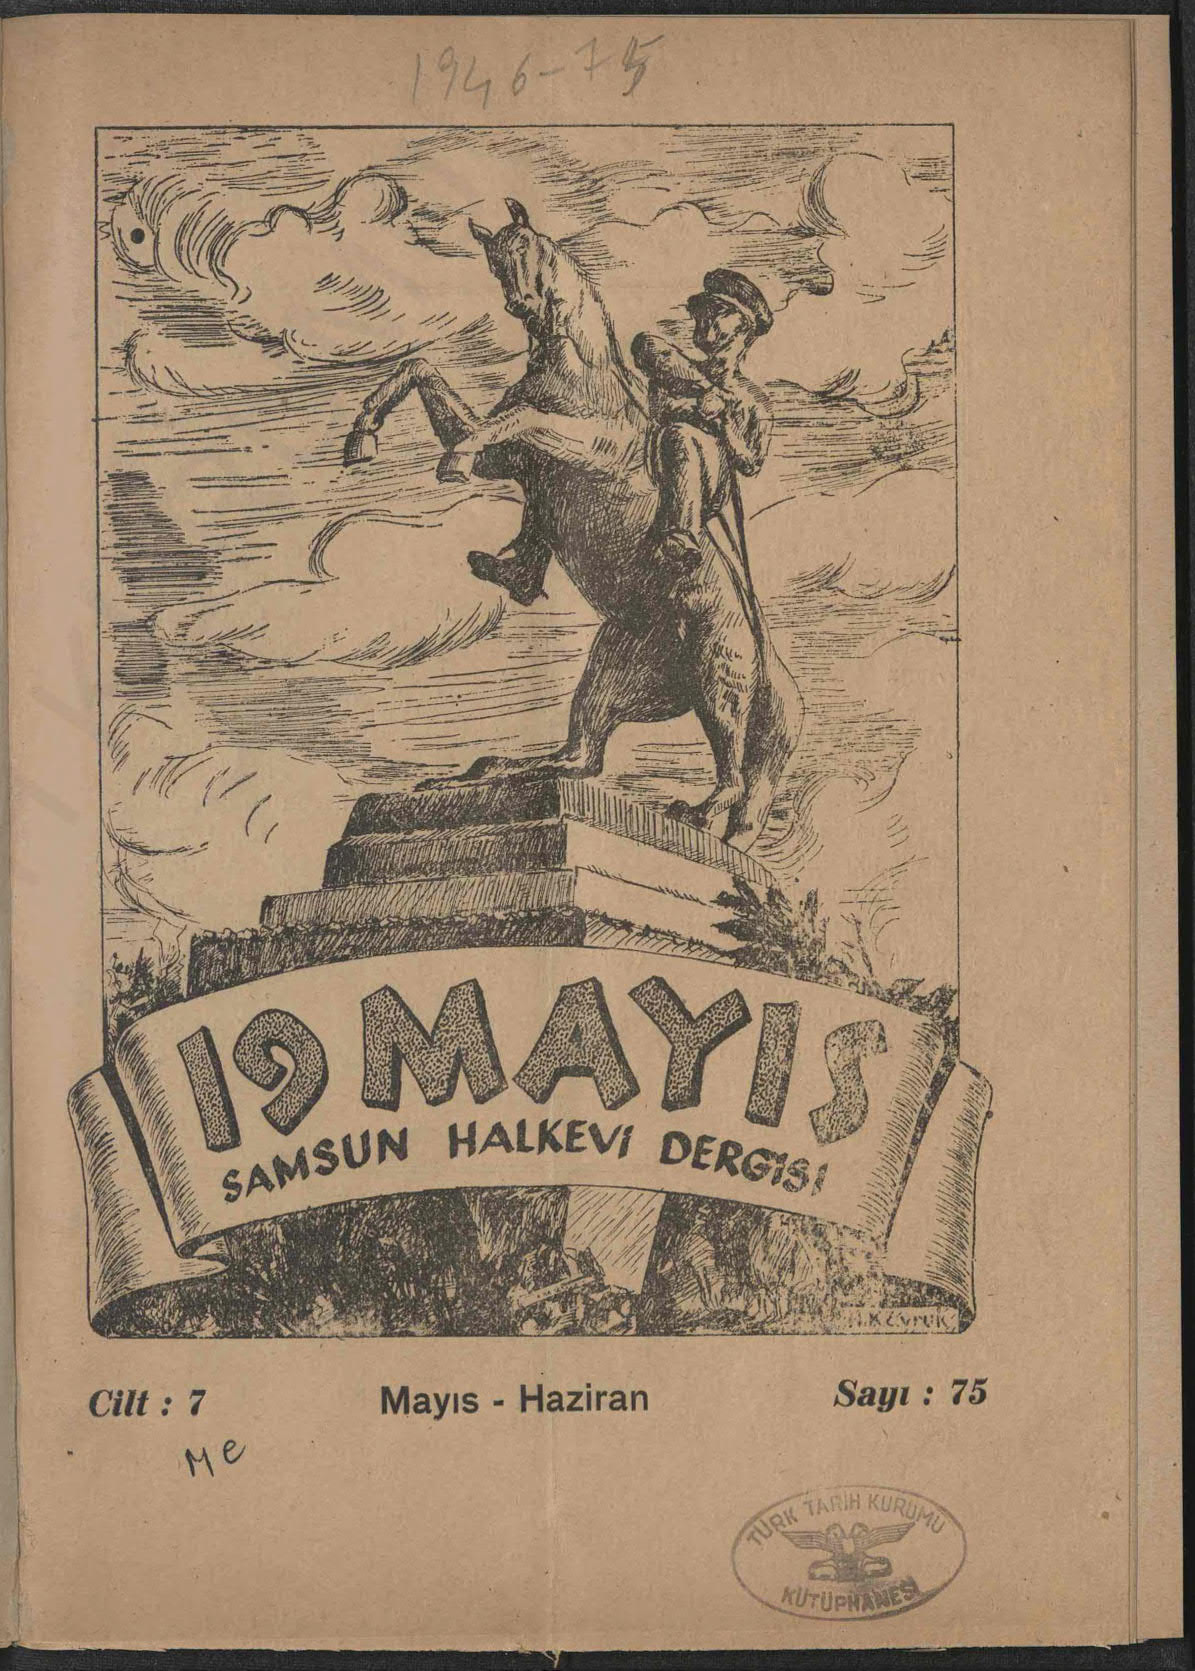 1946-75
19 MAYIS
SAMSUN HALKEVİ DERGİSİ
Cilt : 7 Mayıs - Haziran Sayı : 75
Me
TÜRK TARİH KURUMU
KÜTÜPHANESİ